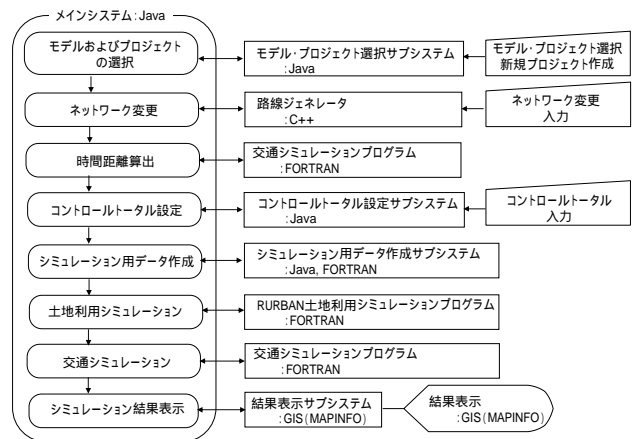 メインシステム:Java
モデルおよびプロジェクト
の選択
モデル・プロジェクト選択サブシステム
:Java
モデル・プロジェクト選択
新規プロジェクト作成
ネットワーク変更
路線ジェネレータ
:C++
ネットワーク変更
入力
時間距離算出
交通シミュレーションプログラム
:FORTRAN
コントロールトータル設定
コントロールトータル設定サブシステム
:Java
コントロールトータル
入力
シミュレーション用データ作成
シミュレーション用データ作成サブシステム
:Java, FORTRAN
土地利用シミュレーション
RURBAN土地利用シミュレーションプログラム
:FORTRAN
交通シミュレーション
交通シミュレーションプログラム
:FORTRAN
シミュレーション結果表示
結果表示サブシステム
:GIS(MAPINFO)
結果表示
:GIS(MAPINFO)